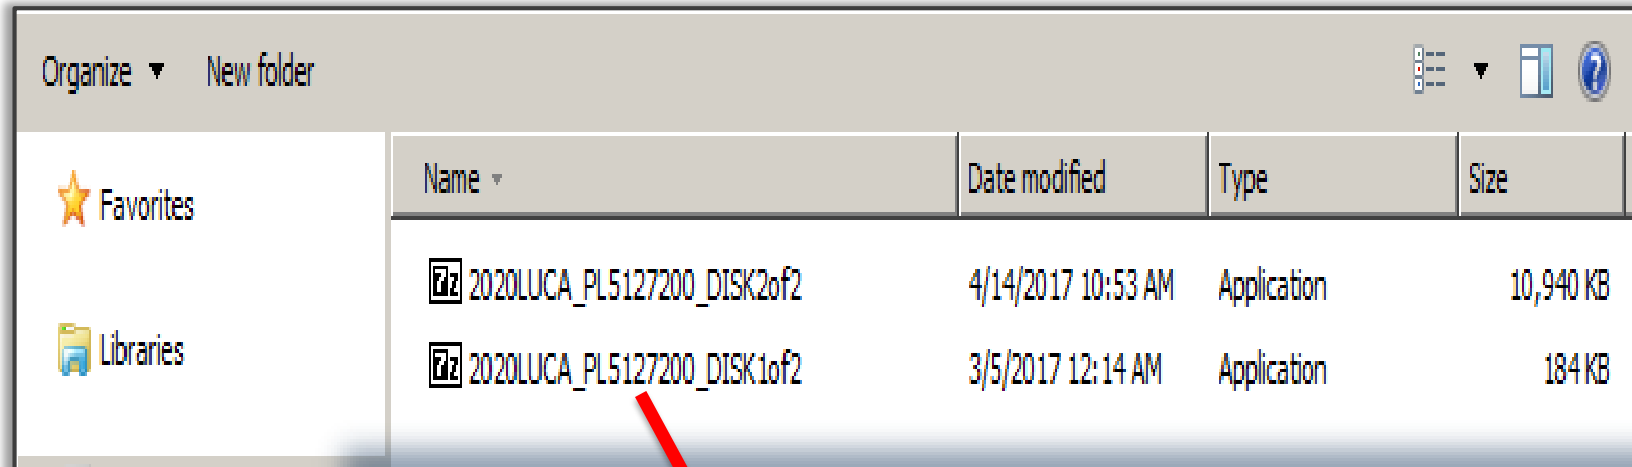 Organize New folder
Name Date modified Type Size
Favorites
2020LUCA_PL5127200_DISK2of2 4/14/2017 10:53 AM Application 10,940 KB
Libraries
2020LUCA_PL5127200_DISK1of2 3/5/2017 12:14 AM Application 184 KB